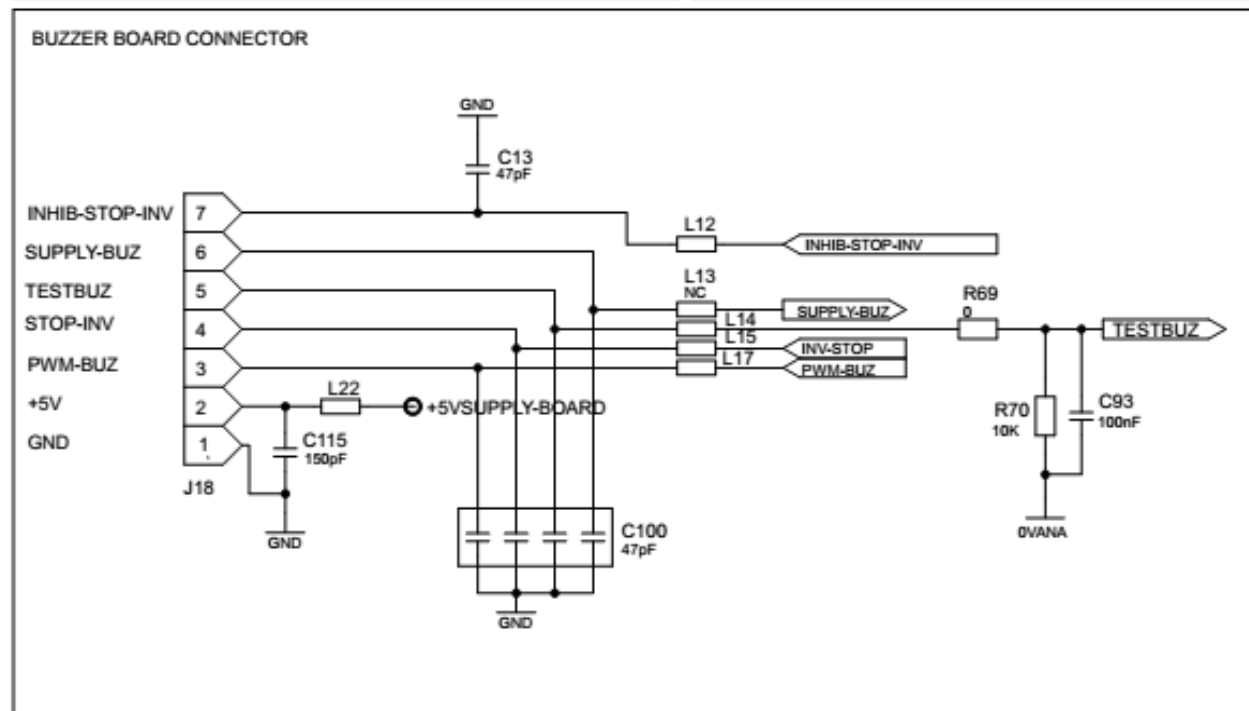 BUZZER BOARD CONNECTOR
GND
C13
47pF
INHIB-STOP-INV
7
L12
INHIB-STOP-INV
SUPPLY-BUZ
6
TESTBUZ
5
L13
NC
SUPPLY-BUZ
R69
0
STOP-INV
4
L14
TESTBUZ
L15
INV-STOP
PWM-BUZ
3
L17
PWM-BUZ
+5V
2
L22
+5VSUPPLY-BOARD
R70
10K
C93
100nF
GND
1
C115
150pF
J18
GND
C100
47pF
0VANA
GND